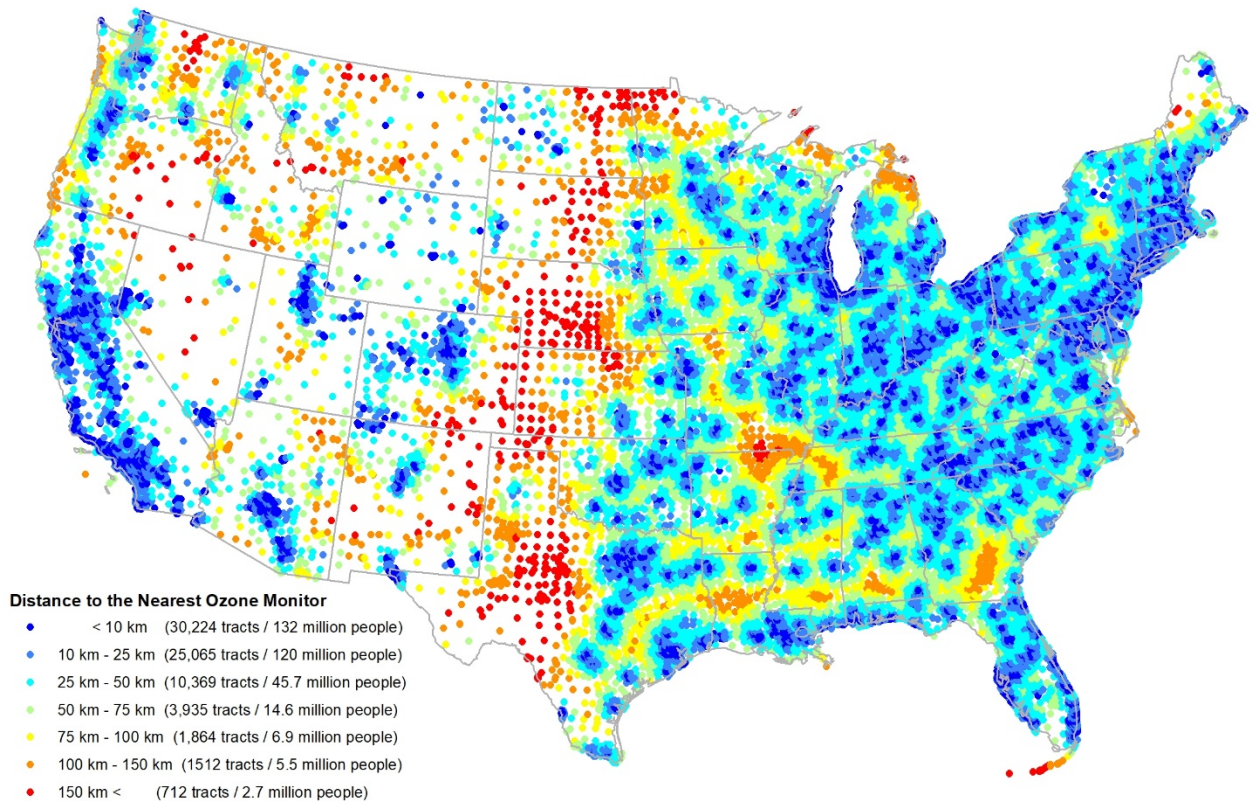 Distance to the Nearest Ozone Monitor
< 10 km (30,224 tracts / 132 million people)
10 km - 25 km (25,065 tracts / 120 million people)
25 km - 50 km (10,369 tracts / 45.7 million people)
50 km - 75 km (3,935 tracts / 14.6 million people)
75 km - 100 km (1,864 tracts / 6.9 million people)
100 km - 150 km (1512 tracts / 5.5 million people)
150 km < (712 tracts / 2.7 million people)